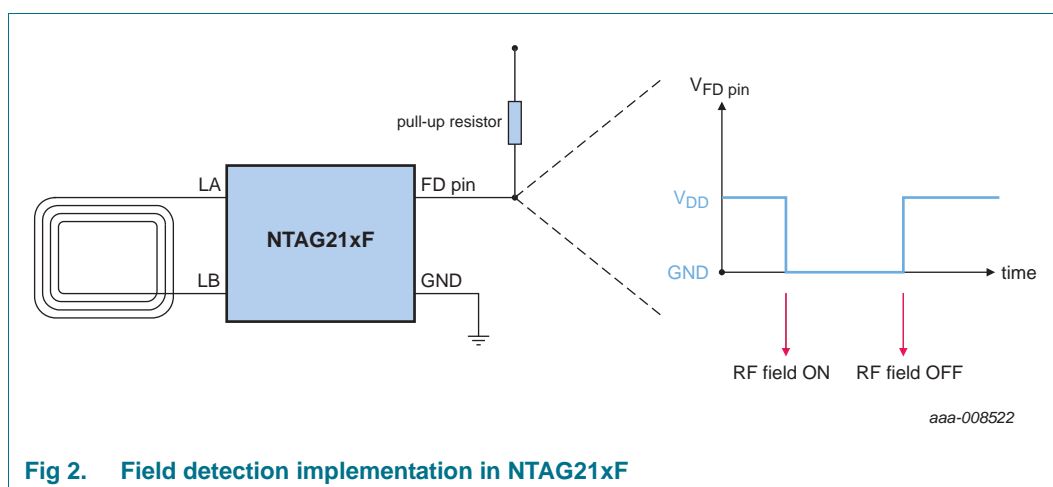 pull-up resistor
LA
FD pin
NTAG21xF
LB
GND
VFD pin
VDD
GND
time
RF field ON
RF field OFF
aaa-008522
Fig 2. Field detection implementation in NTAG21xF